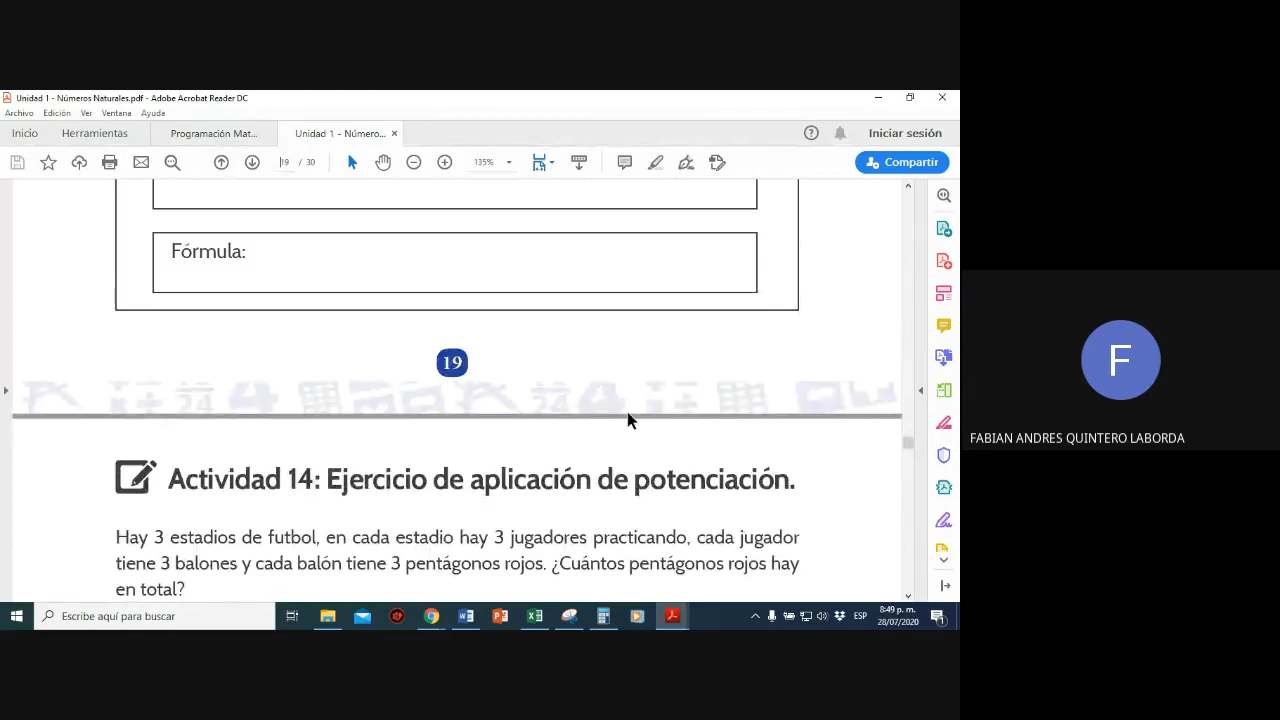 Unidad 1 - Números Naturales.pdf - Adobe Acrobat Reader DC
Archivo Edición Ver Ventana Ayuda
Inicio Herramientas Programación Mat... Unidad 1 - Número... Iniciar sesión
19 / 30 135% Compartir
Fórmula:
19
Actividad 14: Ejercicio de aplicación de potenciación.
Hay 3 estadios de futbol, en cada estadio hay 3 jugadores practicando, cada jugador
tiene 3 balones y cada balón tiene 3 pentágonos rojos. ¿Cuántos pentágonos rojos hay
en total?
F
FABIAN ANDRES QUINTERO LABORDA
Escribe aquí para buscar
ESP
8:49 p. m.
28/07/2020
1